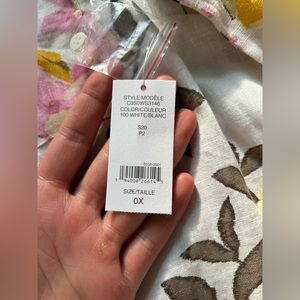 STYLE/MODÈLE
C350WS3146
COLOR/COULEUR
100 WHITE/BLANC
S20
P2
SIZE/TAILLE
0X